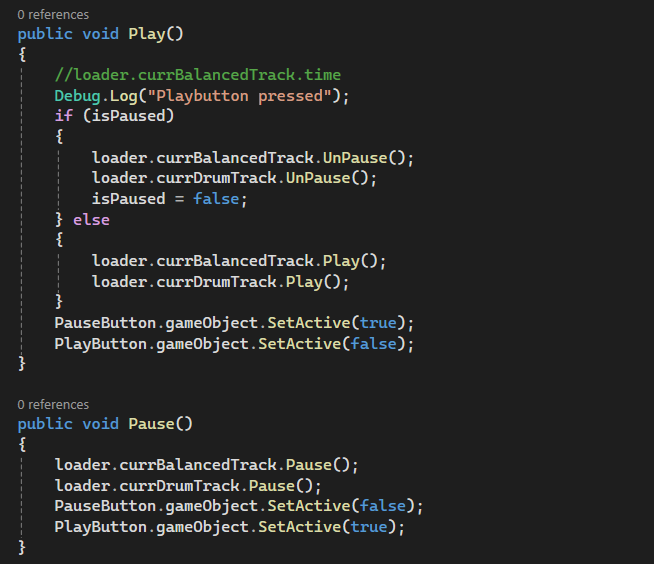 0 references
public void Play()
{
    //loader.currBalancedTrack.time
    Debug.Log("Playbutton pressed");
    if (isPaused)
    {
        loader.currBalancedTrack.UnPause();
        loader.currDrumTrack.UnPause();
        isPaused = false;
    } else
    {
        loader.currBalancedTrack.Play();
        loader.currDrumTrack.Play();
    }
    PauseButton.gameObject.SetActive(true);
    PlayButton.gameObject.SetActive(false);
}
0 references
public void Pause()
{
    loader.currBalancedTrack.Pause();
    loader.currDrumTrack.Pause();
    PauseButton.gameObject.SetActive(false);
    PlayButton.gameObject.SetActive(true);
}